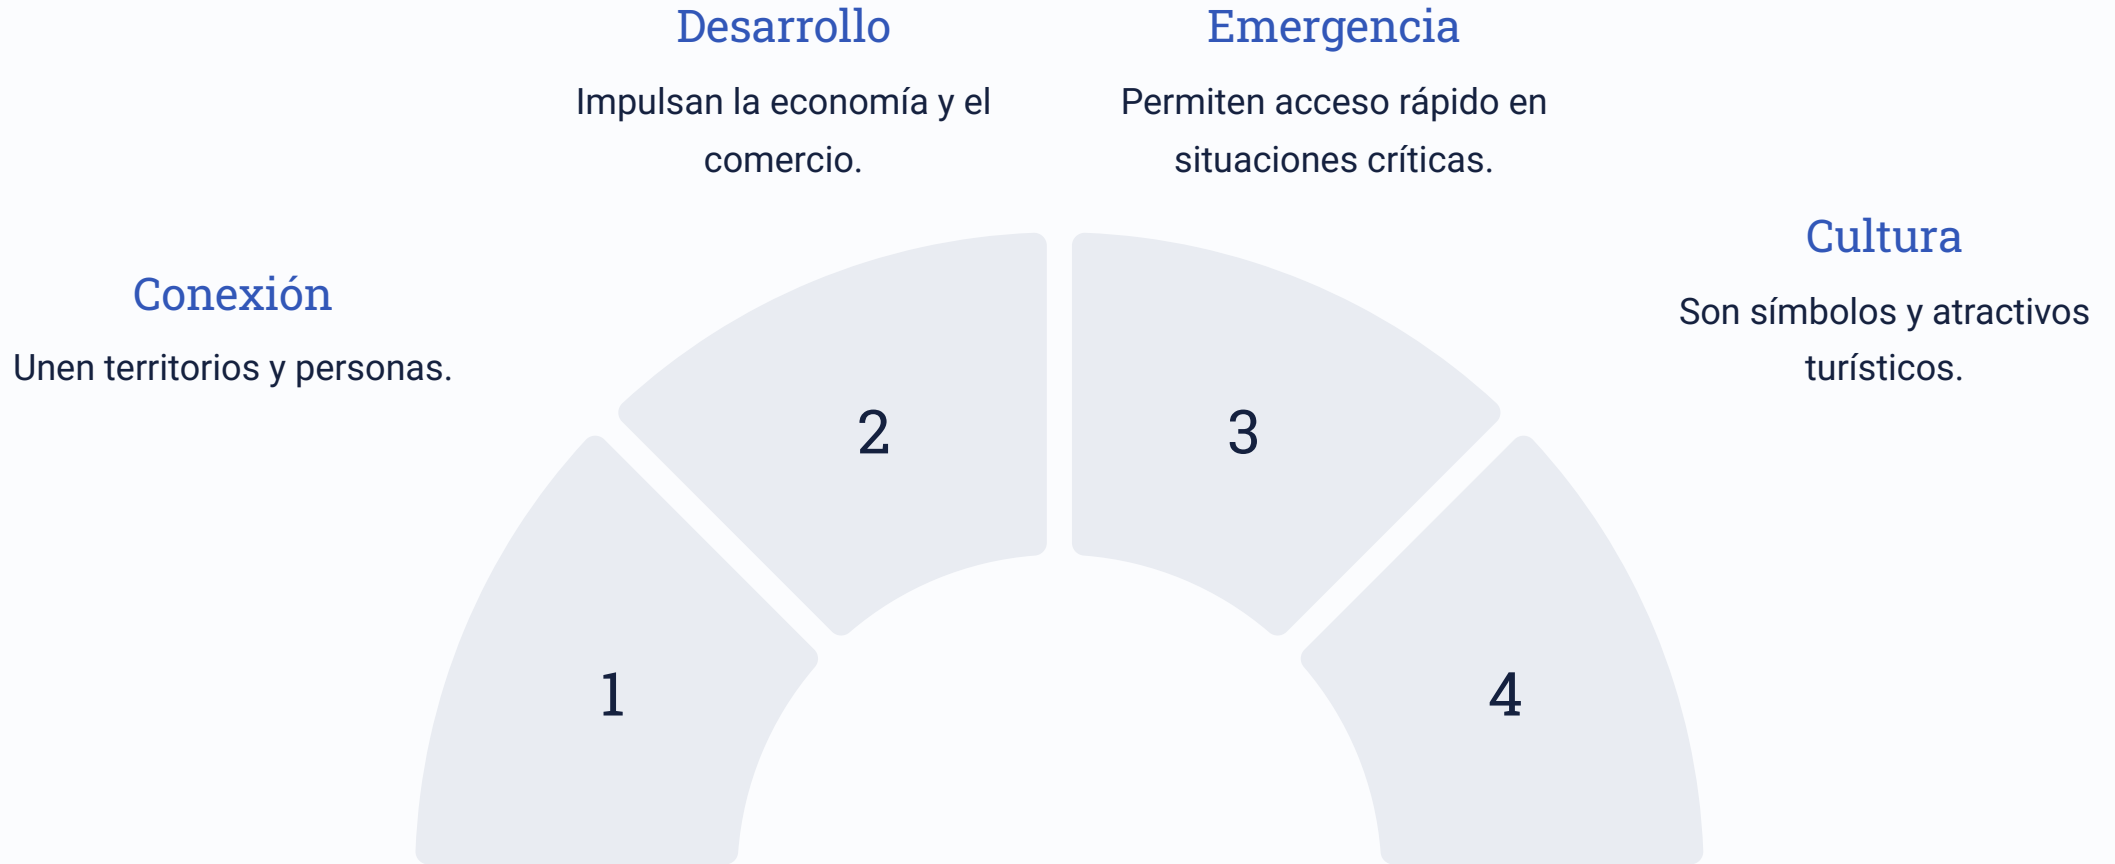 Conexión
Unen territorios y personas.
1
Desarrollo
Impulsan la economía y el
comercio.
2
Emergencia
Permiten acceso rápido en
situaciones críticas.
3
Cultura
Son símbolos y atractivos
turísticos.
4